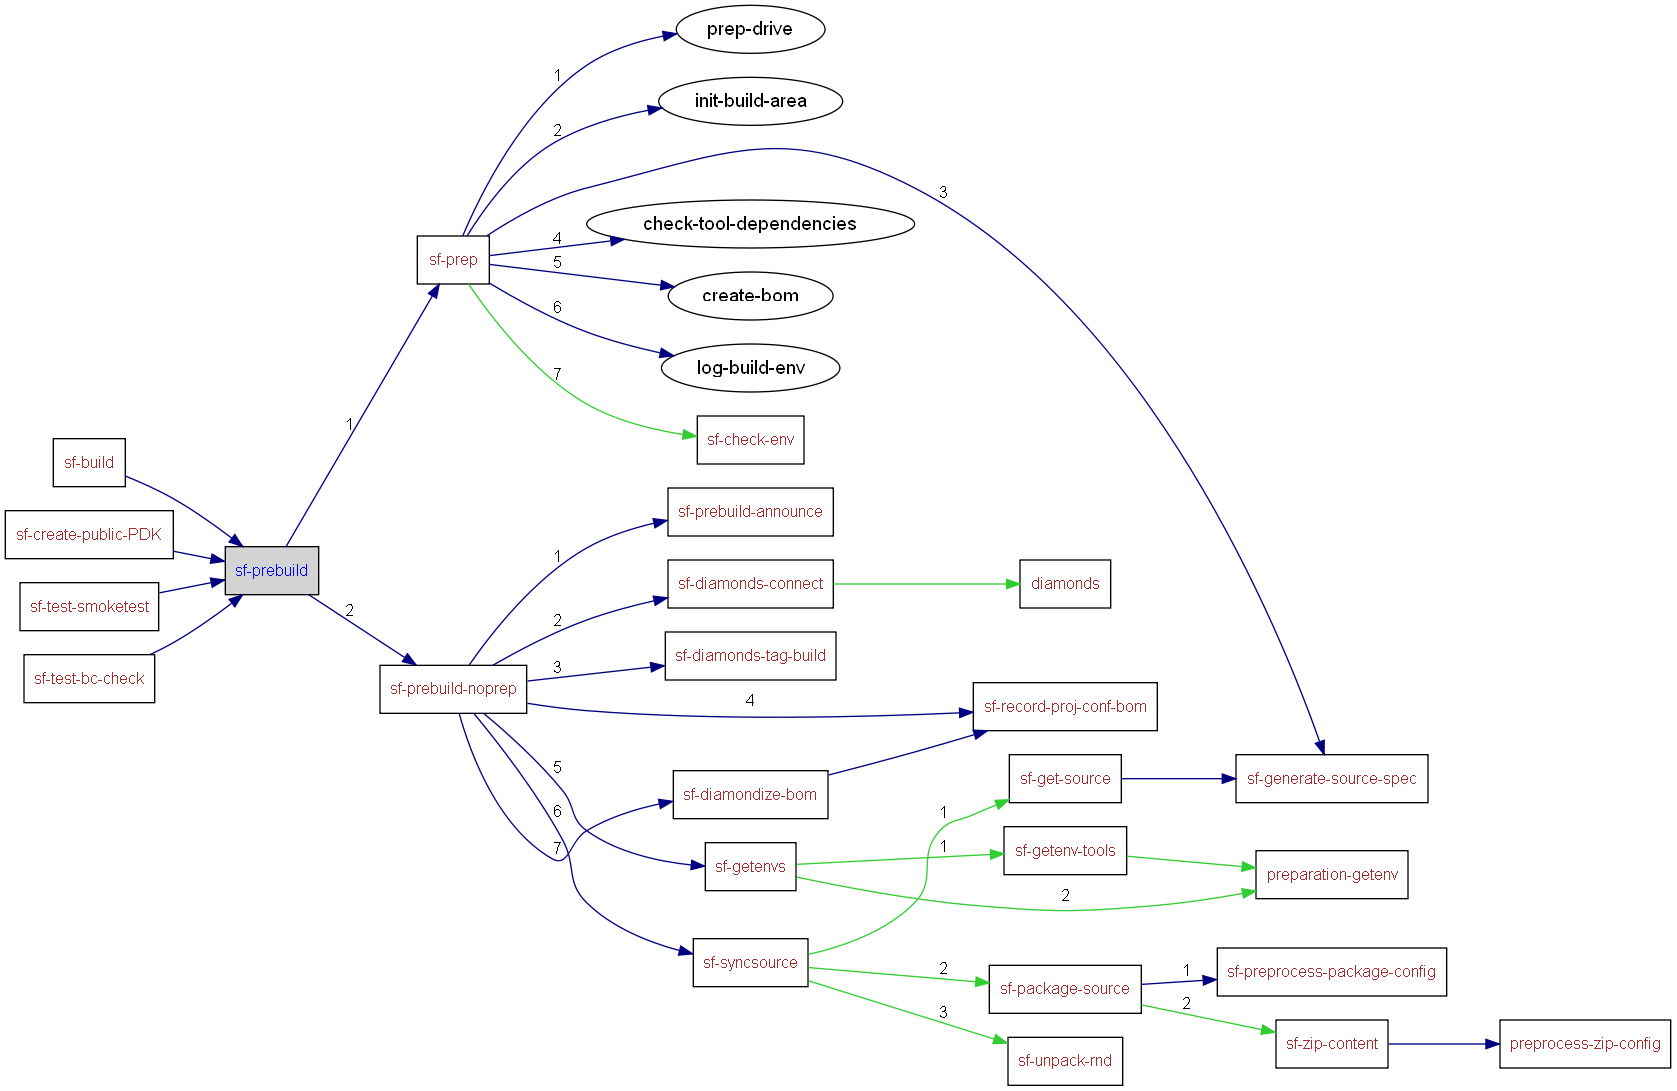 prep-drive
1
init-build-area
2
3
check-tool-dependencies
sf-prep
4
5
create-bom
6
log-build-env
7
1
sf-check-env
sf-build
sf-prebuild-announce
sf-create-public-PDK
1
sf-prebuild
sf-diamonds-connect
diamonds
sf-test-smoketest
2
2
sf-diamonds-tag-build
3
sf-test-bc-check
sf-prebuild-noprep
4
sf-record-proj-conf-bom
5
sf-get-source
sf-generate-source-spec
sf-diamondize-bom
6
1
7
1
sf-getenv-tools
sf-getenvs
preparation-getenv
2
sf-syncsource
2
1
sf-preprocess-package-config
sf-package-source
2
3
sf-zip-content
preprocess-zip-config
sf-unpack-rnd